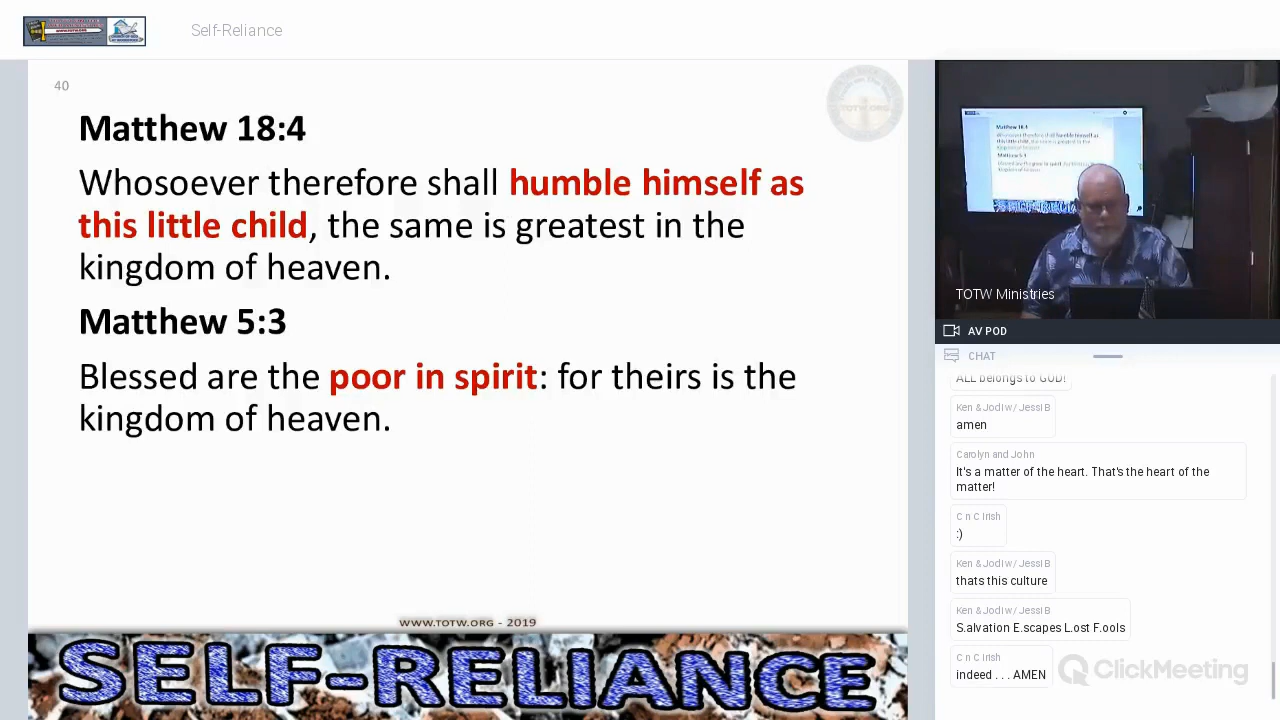 Self-Reliance
40
Matthew 18:4
Whosoever therefore shall humble himself as
this little child, the same is greatest in the
kingdom of heaven.
Matthew 5:3
Blessed are the poor in spirit: for theirs is the
kingdom of heaven.
WWW.TOTW.ORG - 2019
SELF-RELIANCE
TOTW Ministries
AV POD
CHAT
ALL belongs to GOD!
Ken & Jodi w/ Jessi B
amen
Carolyn and John
It's a matter of the heart. That's the heart of the
matter!
C n C Irish
:)
Ken & Jodi w/ Jessi B
thats this culture
Ken & Jodi w/ Jessi B
S.alvation E.scapes L.ost F.ools
C n C Irish
indeed . . . AMEN
ClickMeeting